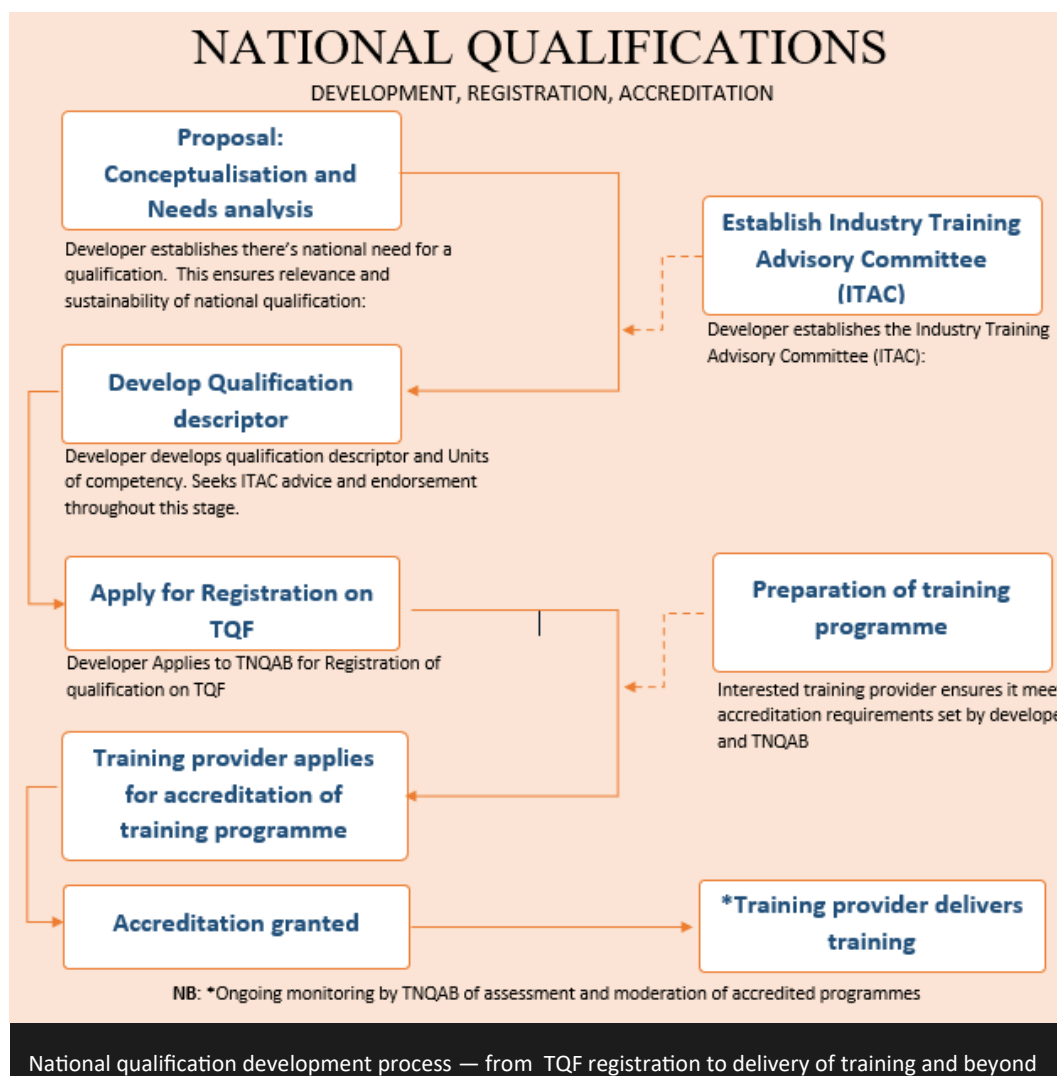 NATIONAL QUALIFICATIONS
DEVELOPMENT, REGISTRATION, ACCREDITATION
Proposal:
Conceptualisation and
Needs analysis
Developer establishes there's national need for a
qualification. This ensures relevance and
sustainability of national qualification:
Establish Industry Training
Advisory Committee
(ITAC)
Developer establishes the Industry Training
Advisory Committee (ITAC):
Develop Qualification
descriptor
Developer develops qualification descriptor and Units
of competency. Seeks ITAC advice and endorsement
throughout this stage.
Apply for Registration on
TQF
Developer Applies to TNQAB for Registration of
qualification on TQF
Preparation of training
programme
Interested training provider ensures it mee
accreditation requirements set by develope
and TNQAB
Training provider applies
for accreditation of
training programme
Accreditation granted
*Training provider delivers
training
NB: *Ongoing monitoring by TNQAB of assessment and moderation of accredited programmes
National qualification development process — from TQF registration to delivery of training and beyond